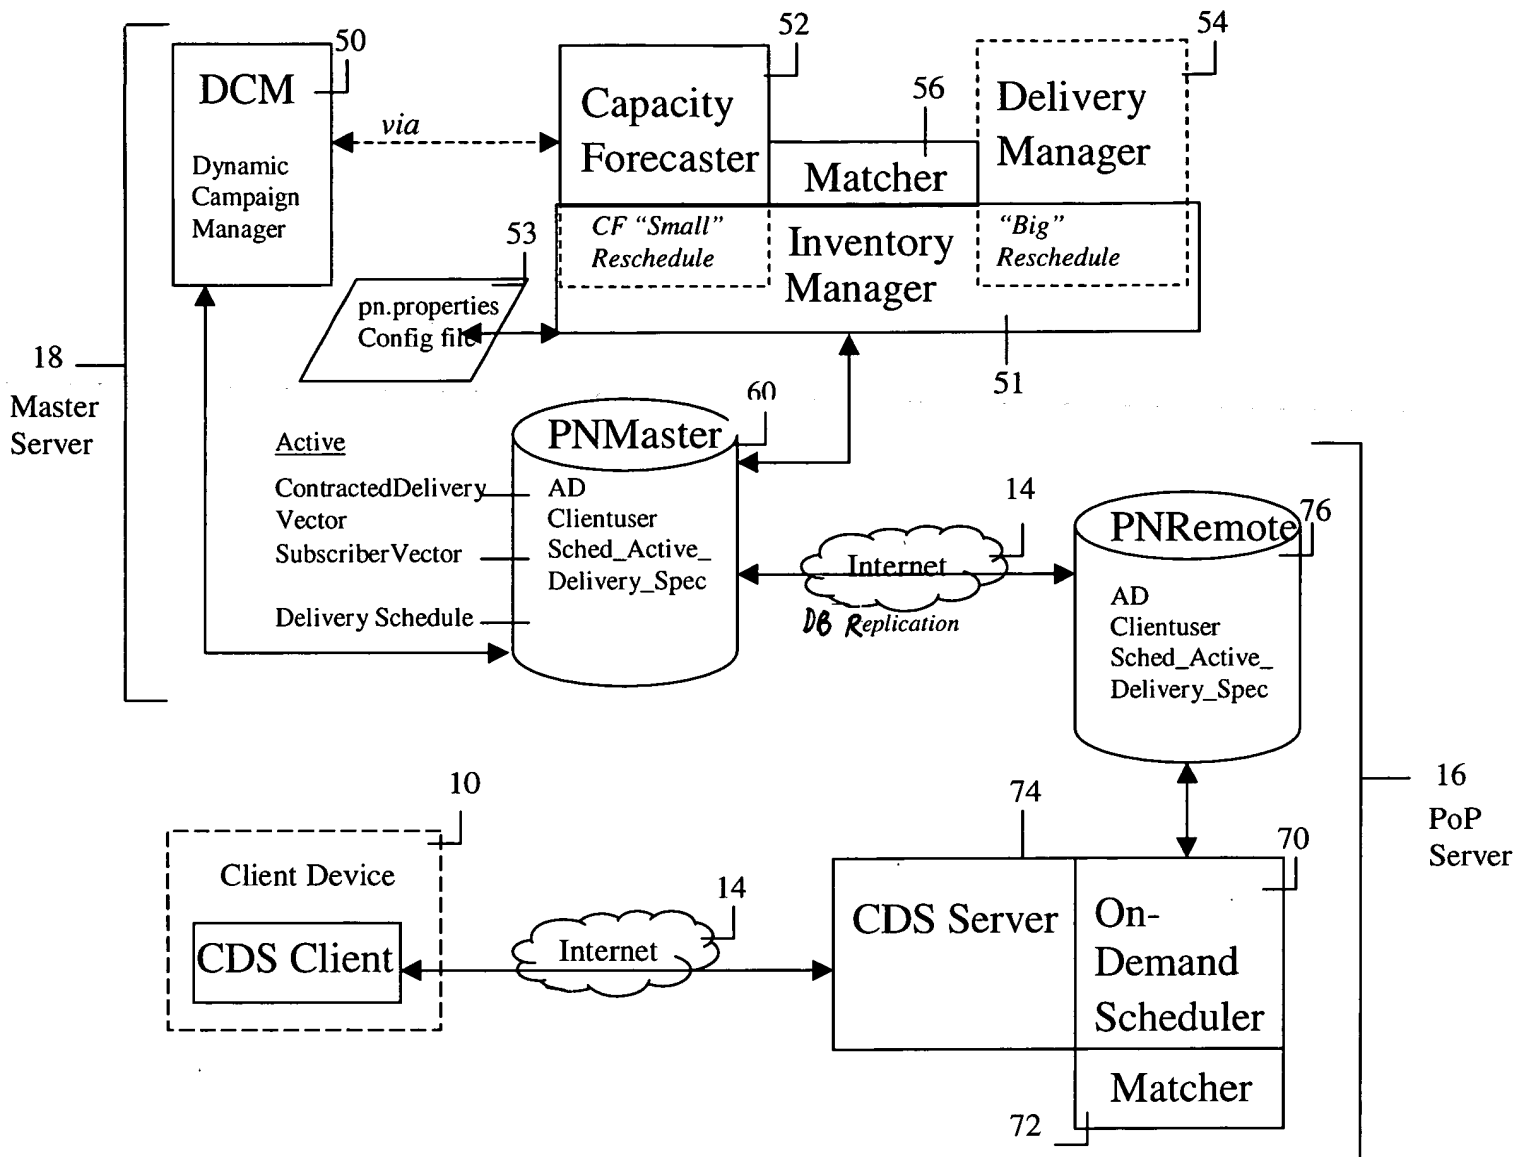 50
DCM
Dynamic
Campaign
Manager
via
52
Capacity
Forecaster
56
Matcher
54
Delivery
Manager
CF “Small”
Reschedule
Inventory
Manager
“Big”
Reschedule
53
pn.properties
Config file
51
18
Master
Server
60
PNMaster
Active
ContractedDelivery
Vector
SubscriberVector
Delivery Schedule
AD
Clientuser
Sched_Active_
Delivery_Spec
14
Internet
DB Replication
76
PNRemote
AD
Clientuser
Sched_Active_
Delivery_Spec
16
PoP
Server
10
Client Device
CDS Client
14
Internet
74
CDS Server
70
On-
Demand
Scheduler
Matcher
72